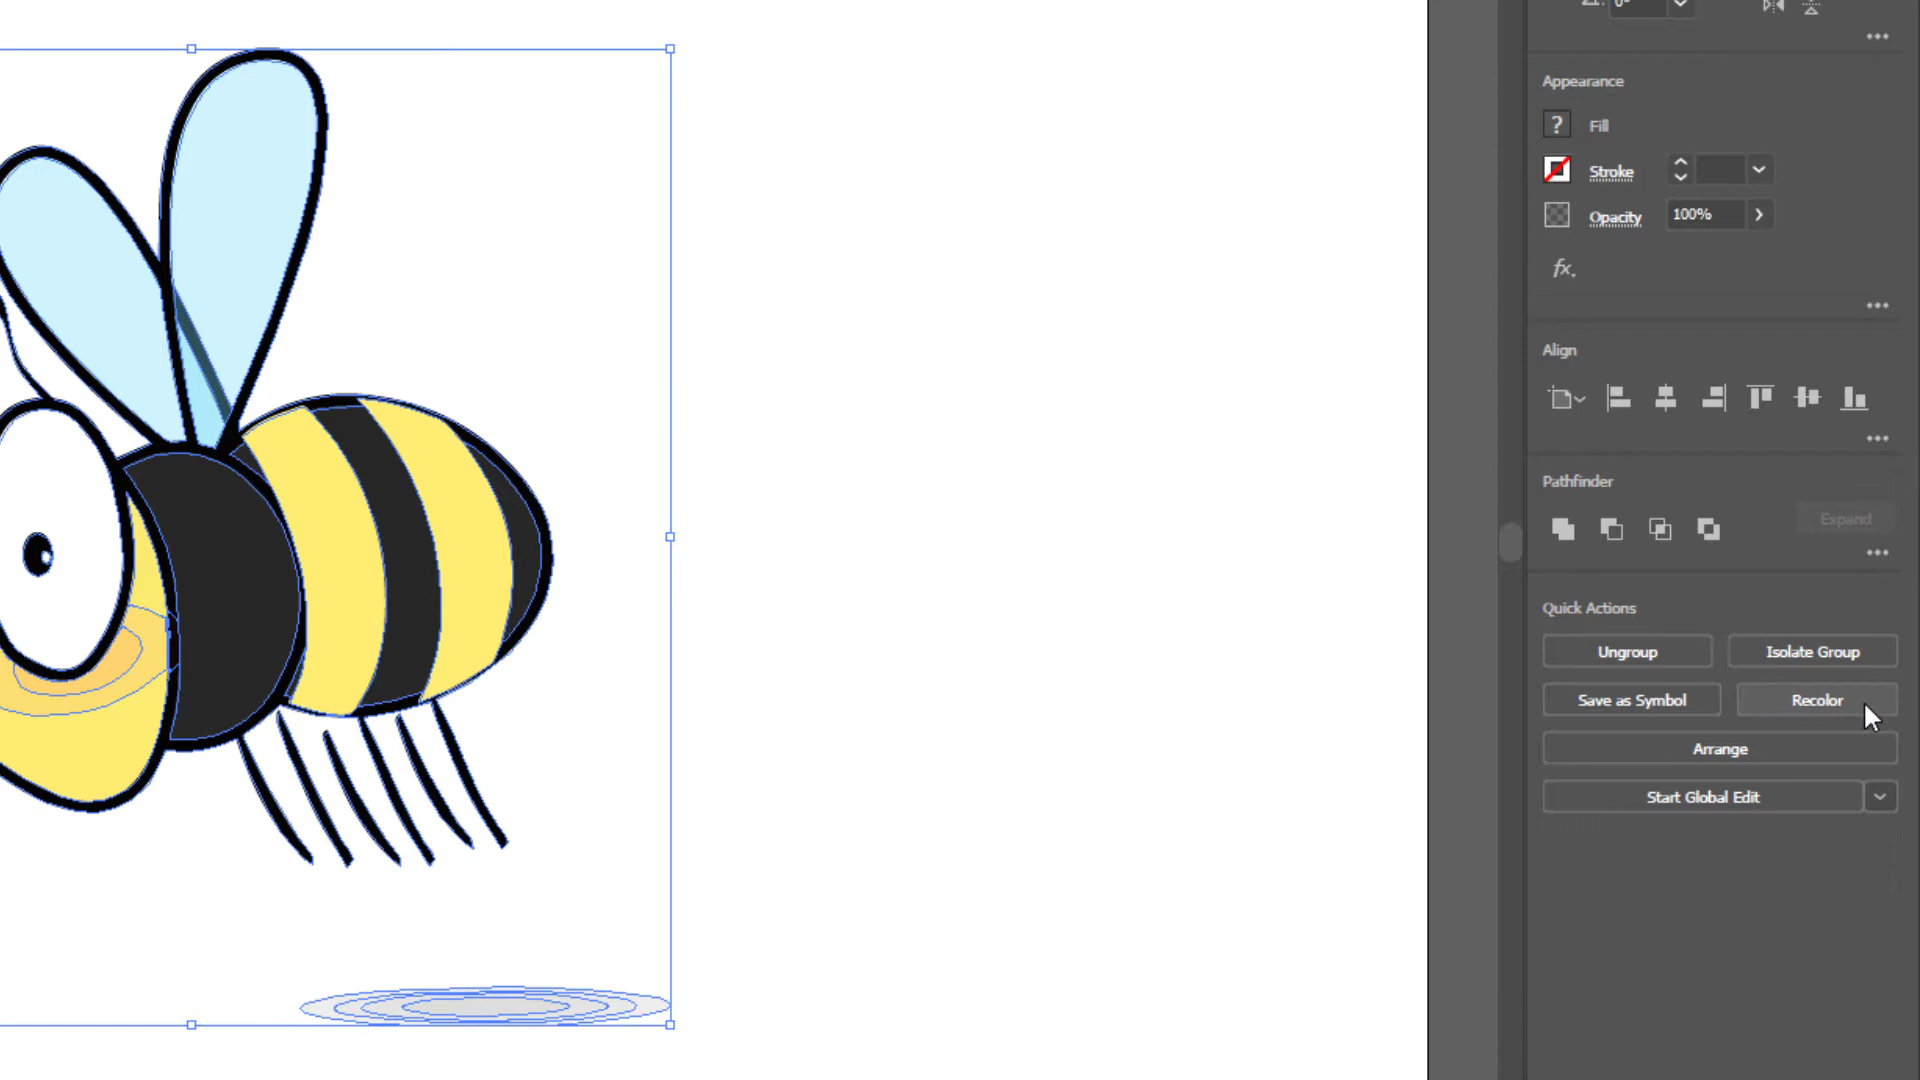 0°
Appearance
?
Fill
Stroke
Opacity
100%
fx.
Align
Pathfinder
Expand
Quick Actions
Ungroup
Isolate Group
Save as Symbol
Recolor
Arrange
Start Global Edit